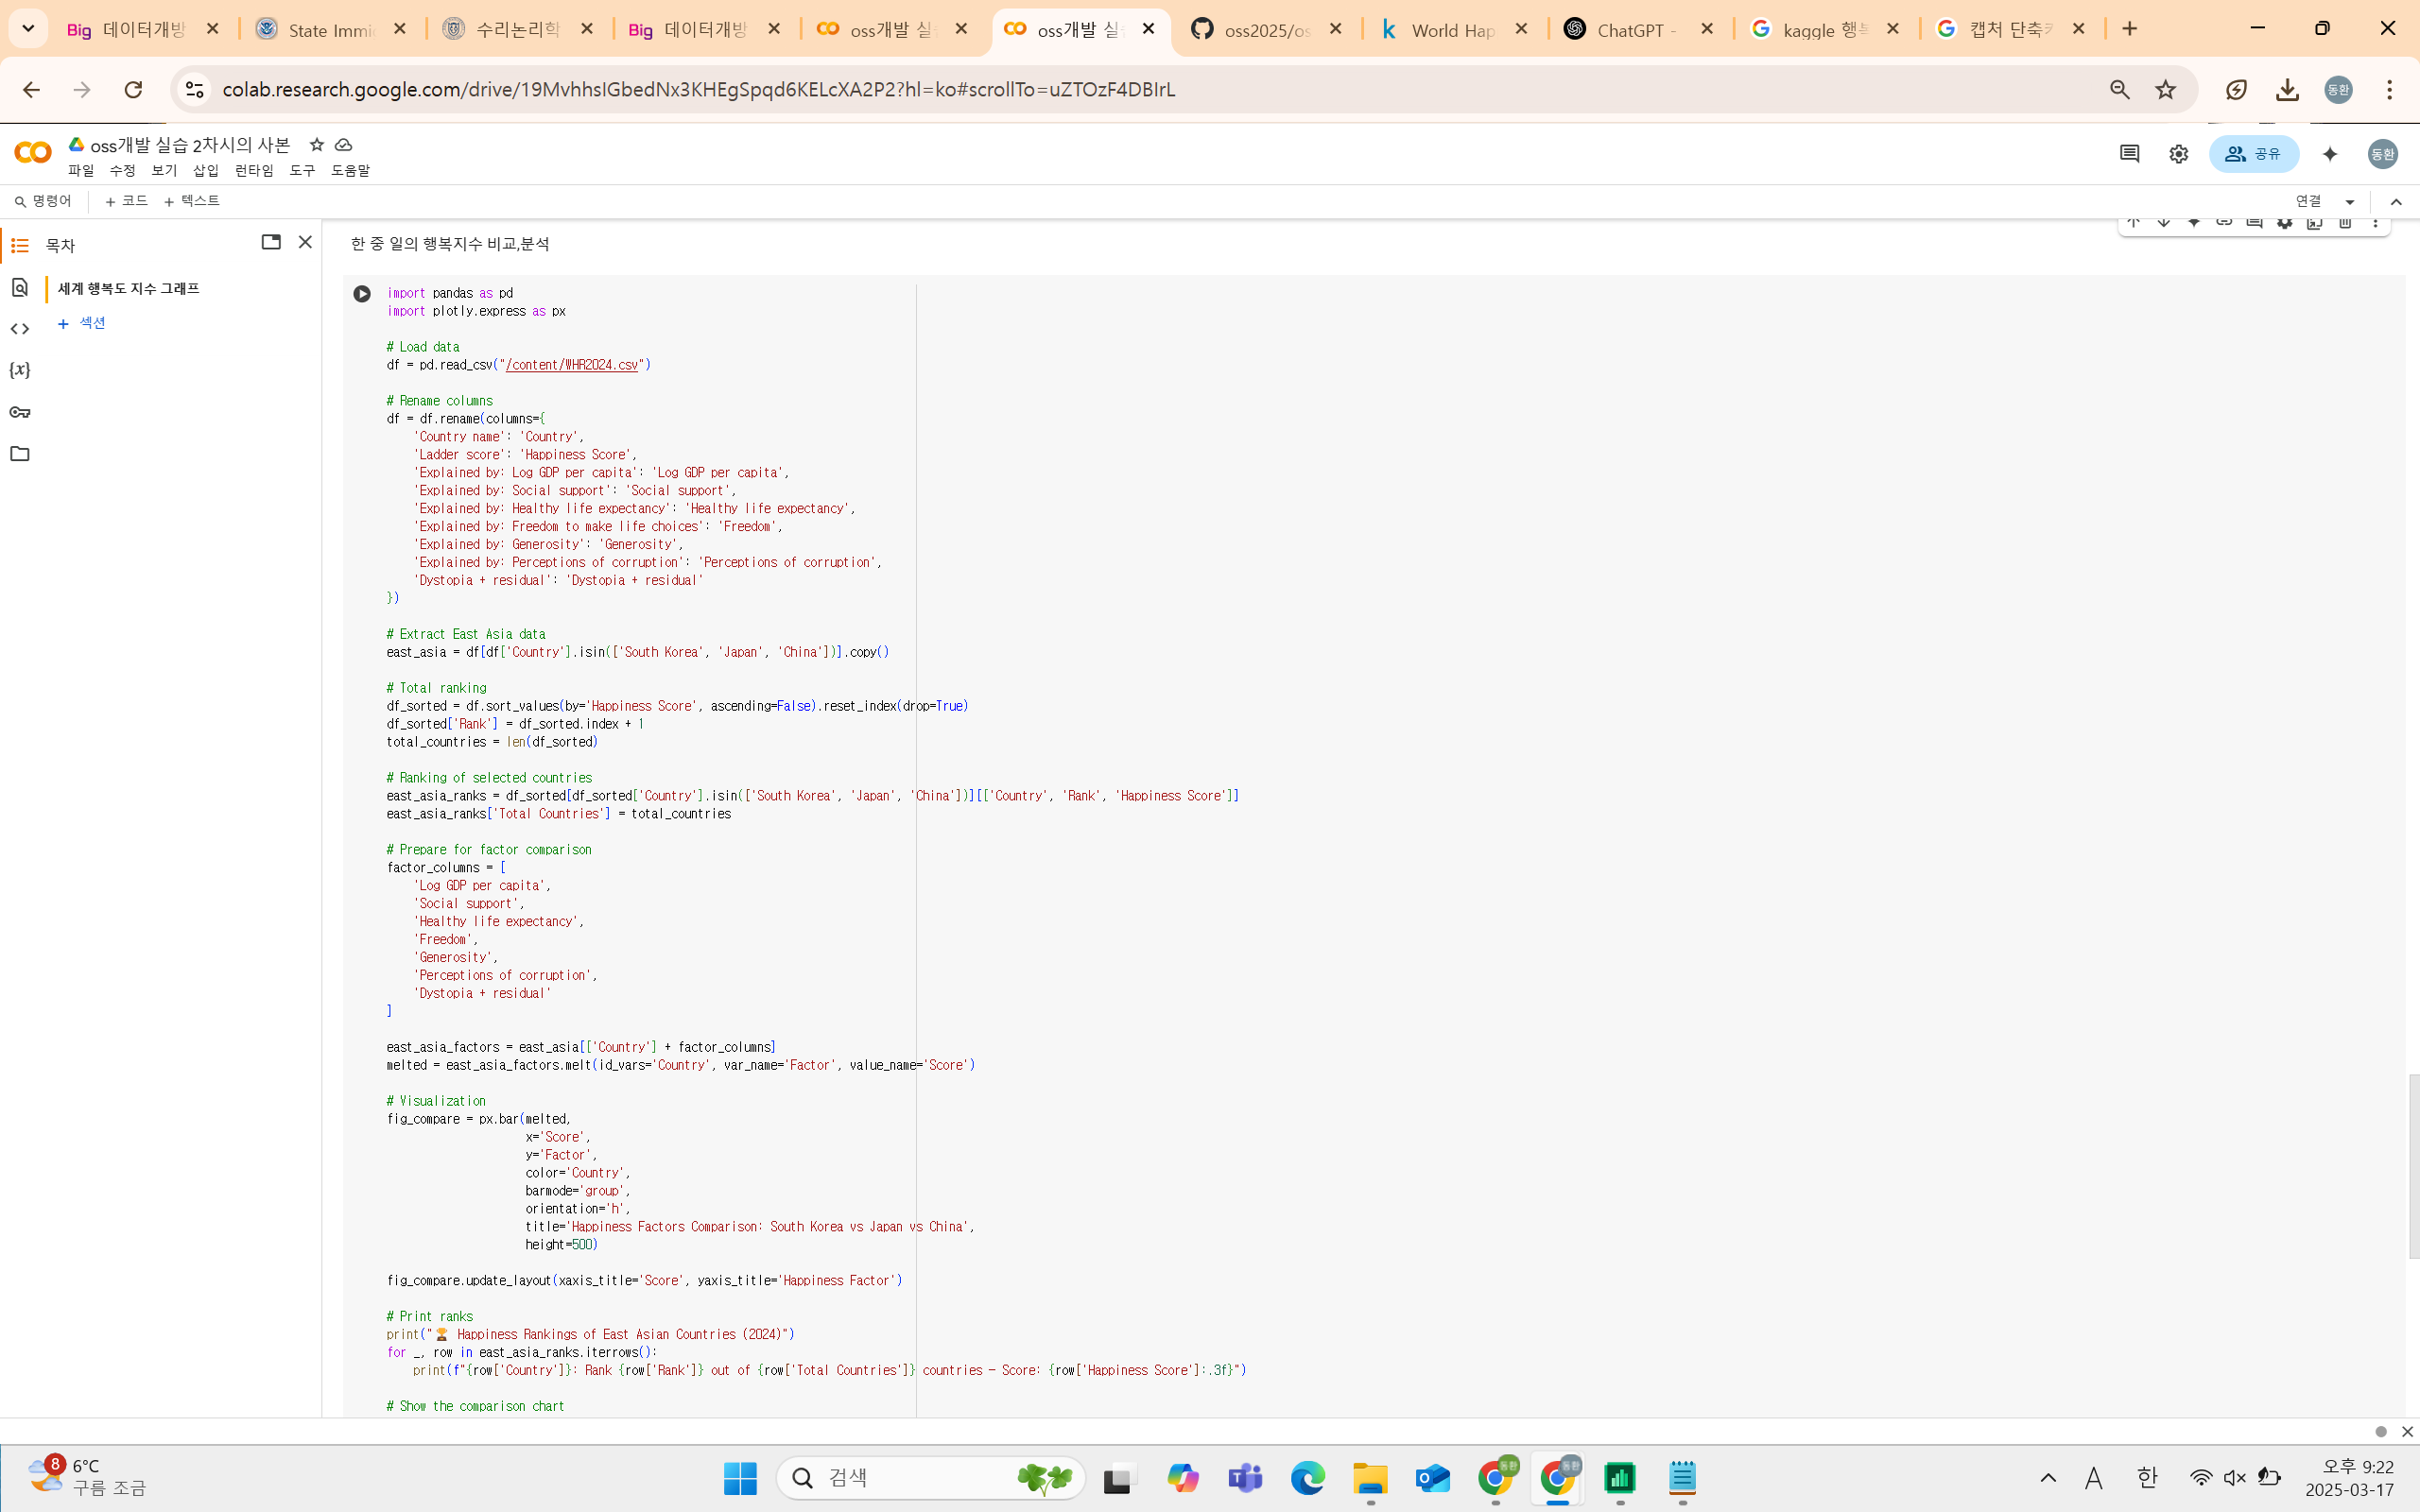 Big 데이터개발
State Immi
수리논리학
Big 데이터개발
oss개발 실
oss개발 실
oss2025/os
k World Hap
ChatGPT -
kaggle 행복
캡처 단축키
colab.research.google.com/drive/19MvhhsIGbedNx3KHEgSpqd6KELcXA2P2?hl=ko#scrollTo=uZTOzF4DBIrL
동환
oss개발 실습 2차시의 사본
파일 수정 보기 삽입 런타임 도구 도움말
공유
동환
명령어 + 코드 + 텍스트
연결
목차
세계 행복도 지수 그래프
+ 섹션
한 중 일의 행복지수 비교,분석
import pandas as pd
import plotly.express as px
# Load data
df = pd.read_csv("/content/WHR2024.csv")
# Rename columns
df = df.rename(columns={
    'Country name': 'Country',
    'Ladder score': 'Happiness Score',
    'Explained by: Log GDP per capita': 'Log GDP per capita',
    'Explained by: Social support': 'Social support',
    'Explained by: Healthy life expectancy': 'Healthy life expectancy',
    'Explained by: Freedom to make life choices': 'Freedom',
    'Explained by: Generosity': 'Generosity',
    'Explained by: Perceptions of corruption': 'Perceptions of corruption',
    'Dystopia + residual': 'Dystopia + residual'
})
# Extract East Asia data
east_asia = df[df['Country'].isin(['South Korea', 'Japan', 'China'])].copy()
# Total ranking
df_sorted = df.sort_values(by='Happiness Score', ascending=False).reset_index(drop=True)
df_sorted['Rank'] = df_sorted.index + 1
total_countries = len(df_sorted)
# Ranking of selected countries
east_asia_ranks = df_sorted[df_sorted['Country'].isin(['South Korea', 'Japan', 'China'])][['Country', 'Rank', 'Happiness Score']]
east_asia_ranks['Total Countries'] = total_countries
# Prepare for factor comparison
factor_columns = [
    'Log GDP per capita',
    'Social support',
    'Healthy life expectancy',
    'Freedom',
    'Generosity',
    'Perceptions of corruption',
    'Dystopia + residual'
]
east_asia_factors = east_asia[['Country'] + factor_columns]
melted = east_asia_factors.melt(id_vars='Country', var_name='Factor', value_name='Score')
# Visualization
fig_compare = px.bar(melted,
                     x='Score',
                     y='Factor',
                     color='Country',
                     barmode='group',
                     orientation='h',
                     title='Happiness Factors Comparison: South Korea vs Japan vs China',
                     height=500)
fig_compare.update_layout(xaxis_title='Score', yaxis_title='Happiness Factor')
# Print ranks
print("🏆 Happiness Rankings of East Asian Countries (2024)")
for _, row in east_asia_ranks.iterrows():
    print(f"{row['Country']}: Rank {row['Rank']} out of {row['Total Countries']} countries – Score: {row['Happiness Score']:.3f}")
# Show the comparison chart
8
6°C
구름 조금
검색
동환
동환
A 한
오후 9:22
2025-03-17